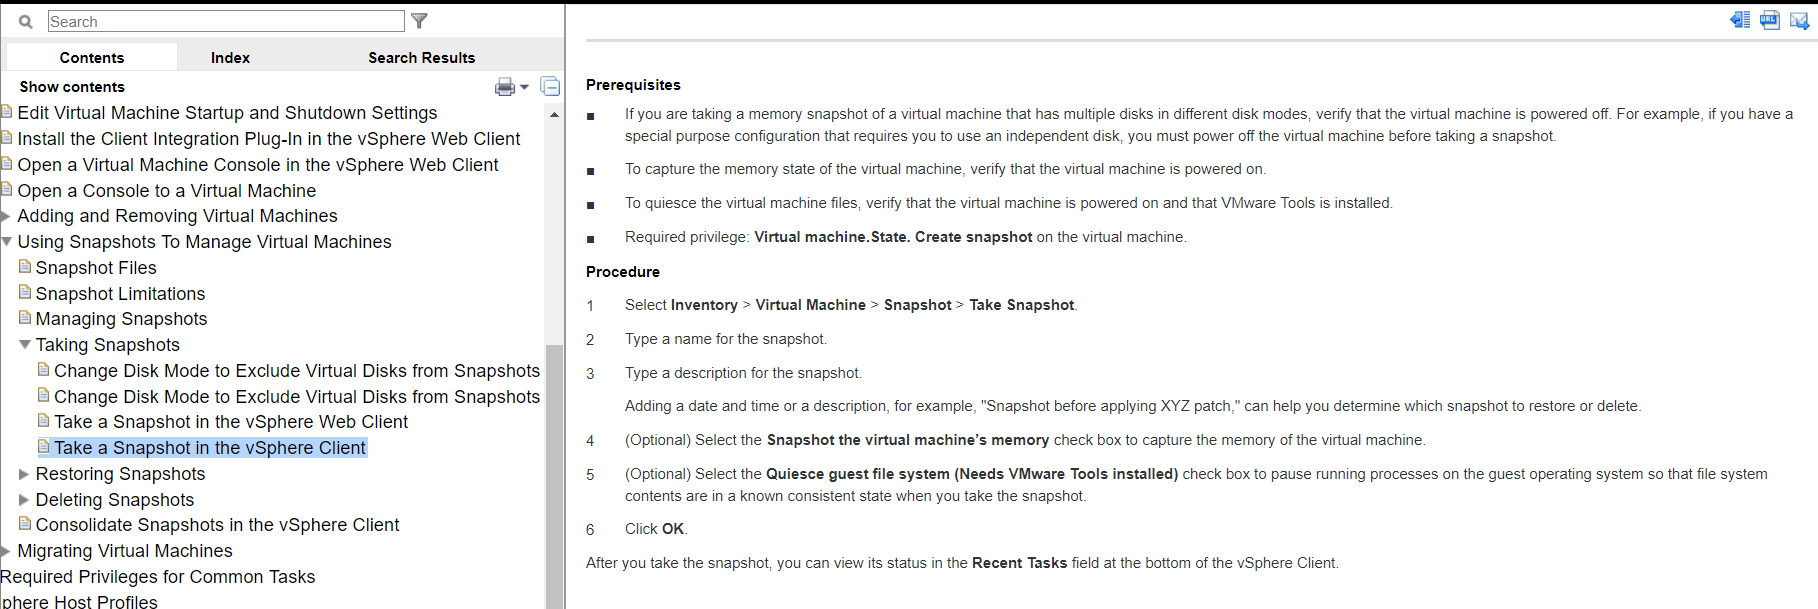 Search
Contents
Index
Search Results
Show contents
Edit Virtual Machine Startup and Shutdown Settings
Install the Client Integration Plug-In in the vSphere Web Client
Open a Virtual Machine Console in the vSphere Web Client
Open a Console to a Virtual Machine
Adding and Removing Virtual Machines
Using Snapshots To Manage Virtual Machines
Snapshot Files
Snapshot Limitations
Managing Snapshots
Taking Snapshots
Change Disk Mode to Exclude Virtual Disks from Snapshots
Change Disk Mode to Exclude Virtual Disks from Snapshots
Take a Snapshot in the vSphere Web Client
Take a Snapshot in the vSphere Client
Restoring Snapshots
Deleting Snapshots
Consolidate Snapshots in the vSphere Client
Migrating Virtual Machines
Required Privileges for Common Tasks
phere Host Profiles
URL
Prerequisites
■ If you are taking a memory snapshot of a virtual machine that has multiple disks in different disk modes, verify that the virtual machine is powered off. For example, if you have a
special purpose configuration that requires you to use an independent disk, you must power off the virtual machine before taking a snapshot.
■ To capture the memory state of the virtual machine, verify that the virtual machine is powered on.
■ To quiesce the virtual machine files, verify that the virtual machine is powered on and that VMware Tools is installed.
■ Required privilege: Virtual machine.State. Create snapshot on the virtual machine.
Procedure
1 Select Inventory > Virtual Machine > Snapshot > Take Snapshot.
2 Type a name for the snapshot.
3 Type a description for the snapshot.
Adding a date and time or a description, for example, "Snapshot before applying XYZ patch," can help you determine which snapshot to restore or delete.
4 (Optional) Select the Snapshot the virtual machine's memory check box to capture the memory of the virtual machine.
5 (Optional) Select the Quiesce guest file system (Needs VMware Tools installed) check box to pause running processes on the guest operating system so that file system
contents are in a known consistent state when you take the snapshot.
6 Click OK.
After you take the snapshot, you can view its status in the Recent Tasks field at the bottom of the vSphere Client.